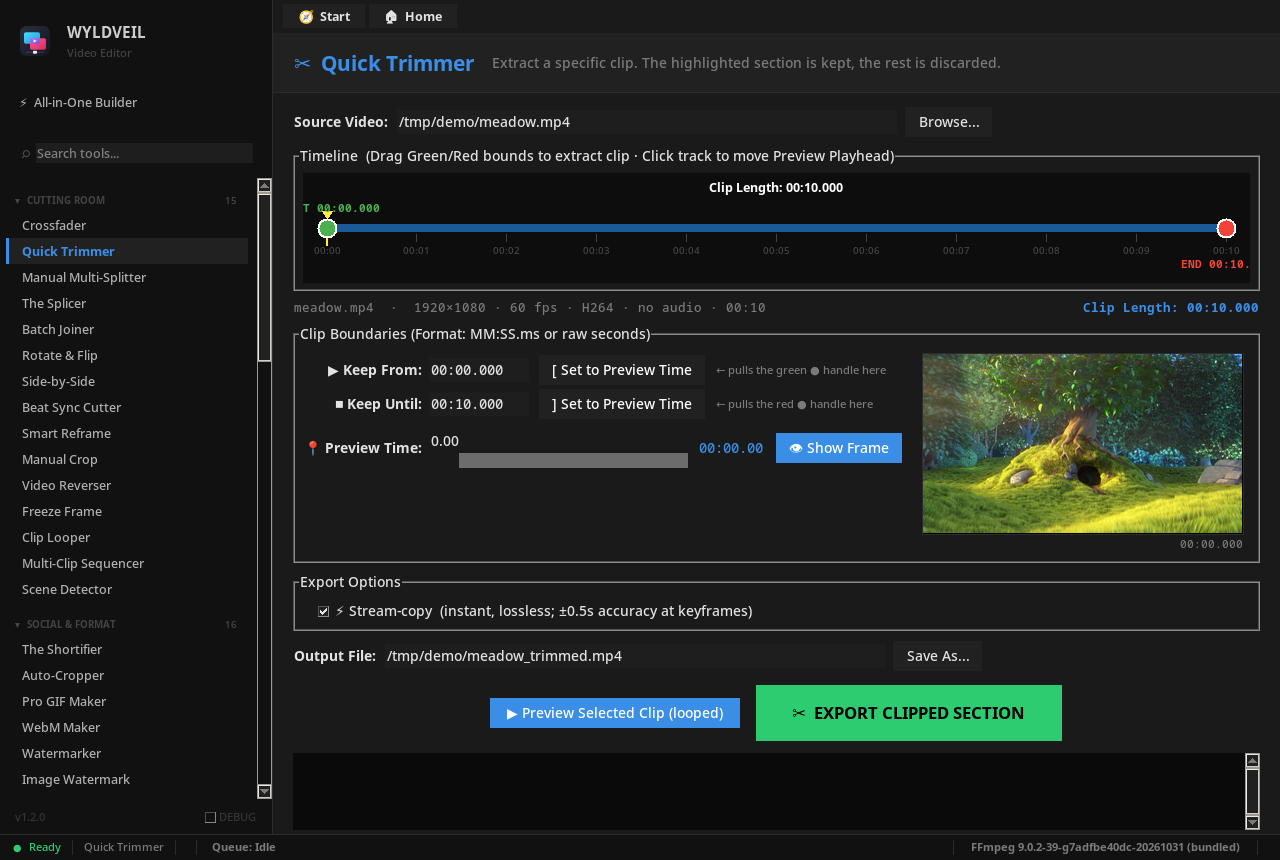 WYLDVEIL
Video Editor
⚡ All-in-One Builder
Search tools...
▾ CUTTING ROOM 15
Crossfader
Quick Trimmer
Manual Multi-Splitter
The Splicer
Batch Joiner
Rotate & Flip
Side-by-Side
Beat Sync Cutter
Smart Reframe
Manual Crop
Video Reverser
Freeze Frame
Clip Looper
Multi-Clip Sequencer
Scene Detector
▾ SOCIAL & FORMAT 16
The Shortifier
Auto-Cropper
Pro GIF Maker
WebM Maker
Watermarker
Image Watermark
v1.2.0 DEBUG
🧭 Start 🏠 Home
✂ Quick Trimmer Extract a specific clip. The highlighted section is kept, the rest is discarded.
Source Video: /tmp/demo/meadow.mp4 Browse...
Timeline (Drag Green/Red bounds to extract clip · Click track to move Preview Playhead)
Clip Length: 00:10.000
T 00:00.000
00:00 00:01 00:02 00:03 00:04 00:05 00:06 00:07 00:08 00:09 00:10
END 00:10.
meadow.mp4 · 1920×1080 · 60 fps · H264 · no audio · 00:10 Clip Length: 00:10.000
Clip Boundaries (Format: MM:SS.ms or raw seconds)
▶ Keep From: 00:00.000 [ Set to Preview Time ← pulls the green ● handle here
■ Keep Until: 00:10.000 ] Set to Preview Time ← pulls the red ● handle here
📍 Preview Time: 0.00 00:00.00 👁 Show Frame
00:00.000
Export Options
⚡ Stream-copy (instant, lossless; ±0.5s accuracy at keyframes)
Output File: /tmp/demo/meadow_trimmed.mp4 Save As...
▶ Preview Selected Clip (looped) ✂ EXPORT CLIPPED SECTION
● Ready Quick Trimmer Queue: Idle FFmpeg 9.0.2-39-g7adfbe40dc-20261031 (bundled)